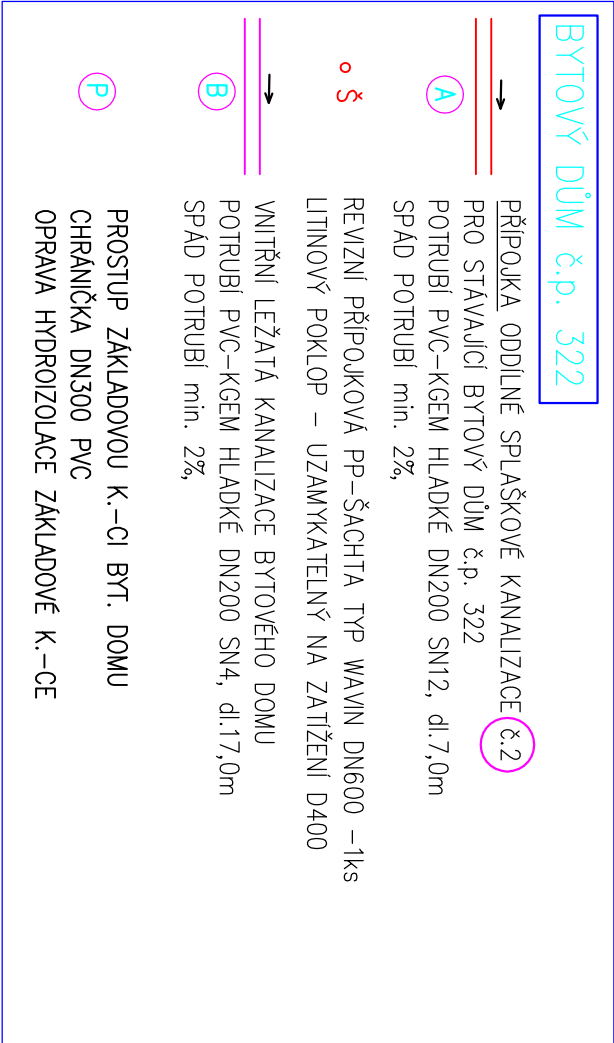 BYTOVÝ DŮM č.p. 322
PŘÍPOJKA ODDÍLNÉ SPLAŠKOVÉ KANALIZACE č.2
PRO STÁVAJÍCÍ BYTOVÝ DŮM č.p. 322
A
POTRUBÍ PVC-KGEM HLADKÉ DN200 SN12, dl.7,0m
SPÁD POTRUBÍ min. 2%,
Š
REVIZNÍ PŘÍPOJKOVÁ PP-ŠACHTA TYP WAVIN DN600 -1ks
LITINOVÝ POKLOP - UZAMYKATELNÝ NA ZATÍŽENÍ D400
VNITŘNÍ LEŽATÁ KANALIZACE BYTOVÉHO DOMU
B
POTRUBÍ PVC-KGEM HLADKÉ DN200 SN4, dl.17,0m
SPÁD POTRUBÍ min. 2%,
P
PROSTUP ZÁKLADOVOU K.-CI BYT. DOMU
CHRÁNIČKA DN300 PVC
OPRAVA HYDROIZOLACE ZÁKLADOVÉ K.-CE